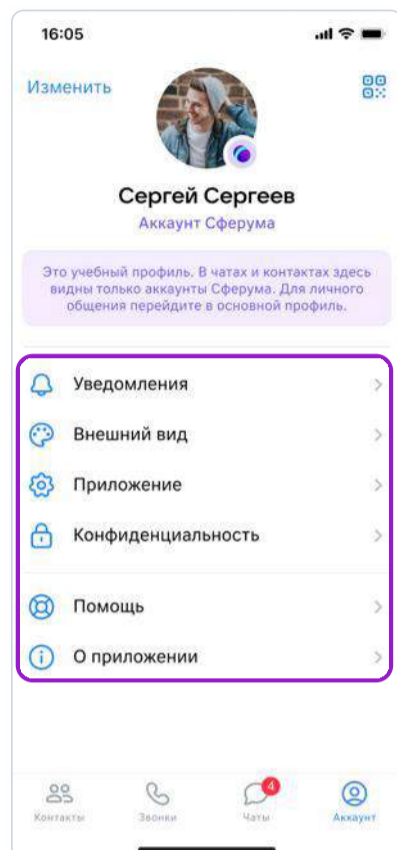 16:05
Изменить
Сергей Сергеев
Аккаунт Сферума
Это учебный профиль. В чатах и контактах здесь
видны только аккаунты Сферума. Для личного
общения перейдите в основной профиль.
Уведомления
Внешний вид
Приложение
Конфиденциальность
Помощь
О приложении
4
Контакты Звонки Чаты Аккаунт